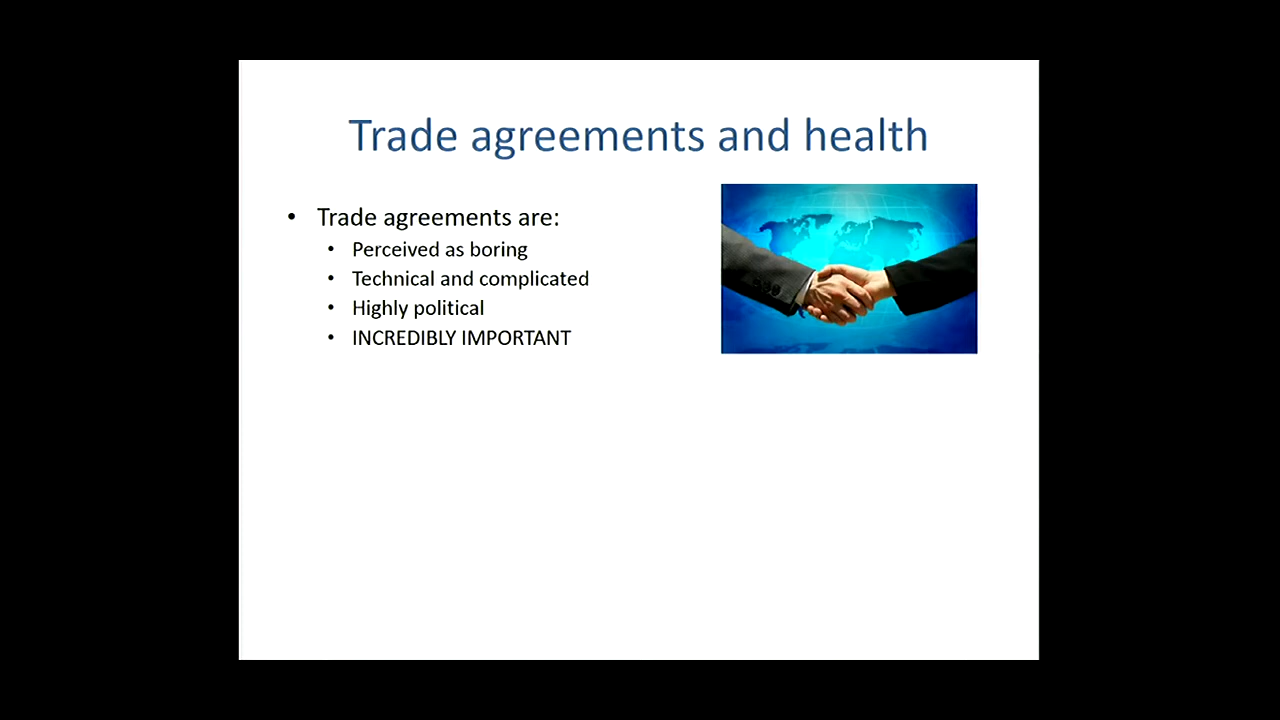 Trade agreements and health
• Trade agreements are:
• Perceived as boring
• Technical and complicated
• Highly political
• INCREDIBLY IMPORTANT